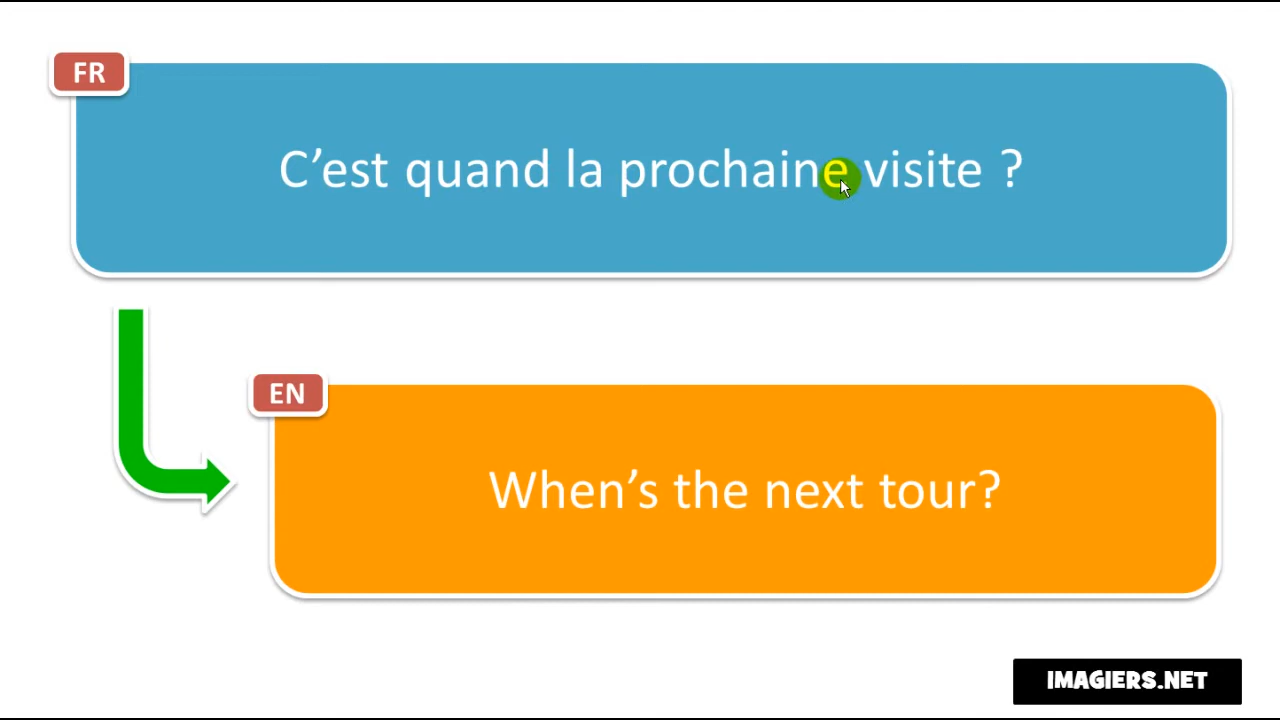 FR
C’est quand la prochaine visite ?
EN
When’s the next tour?
IMAGIERS.NET